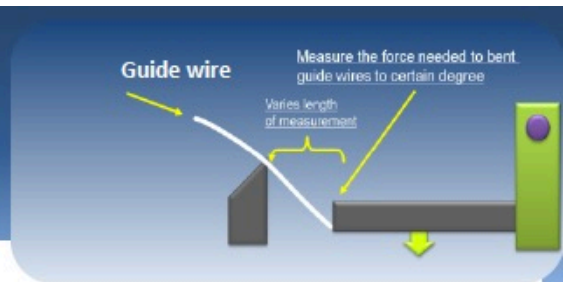 Guide wire
Measure the force needed to bent
guide wires to certain degree
Varies length
of measurement